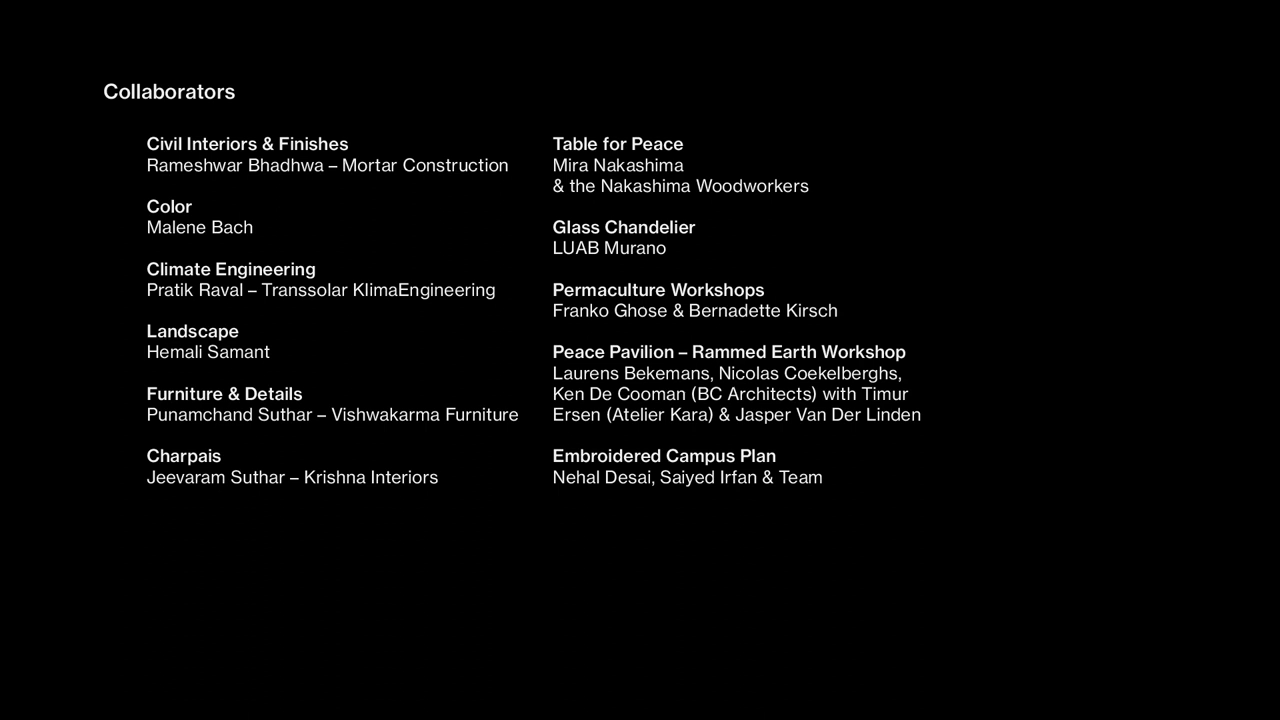 Collaborators
Civil Interiors & Finishes
Rameshwar Bhadhwa – Mortar Construction
Color
Malene Bach
Climate Engineering
Pratik Raval – Transsolar KlimaEngineering
Landscape
Hemali Samant
Furniture & Details
Punamchand Suthar – Vishwakarma Furniture
Charpais
Jeevaram Suthar – Krishna Interiors
Table for Peace
Mira Nakashima
& the Nakashima Woodworkers
Glass Chandelier
LUAB Murano
Permaculture Workshops
Franko Ghose & Bernadette Kirsch
Peace Pavilion – Rammed Earth Workshop
Laurens Bekemans, Nicolas Coekelberghs,
Ken De Cooman (BC Architects) with Timur
Ersen (Atelier Kara) & Jasper Van Der Linden
Embroidered Campus Plan
Nehal Desai, Saiyed Irfan & Team